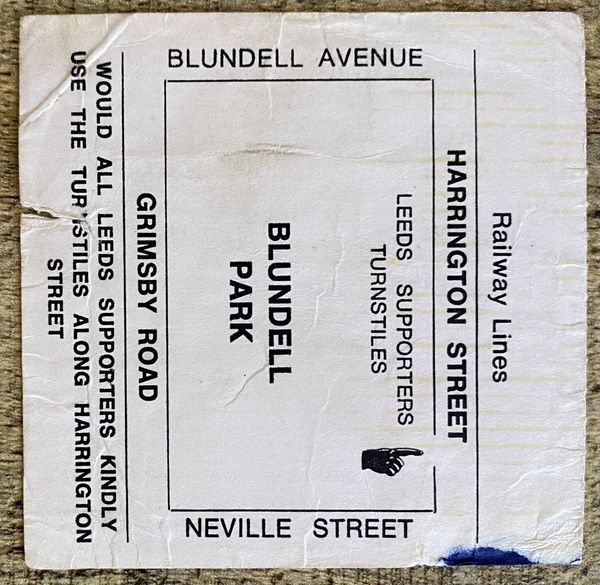 Railway Lines
HARRINGTON STREET
LEEDS SUPPORTERS
TURNSTILES
BLUNDELL AVENUE
BLUNDELL
PARK
NEVILLE STREET
GRIMSBY ROAD
WOULD ALL LEEDS SUPPORTERS KINDLY
USE THE TURNSTILES ALONG HARRINGTON
STREET